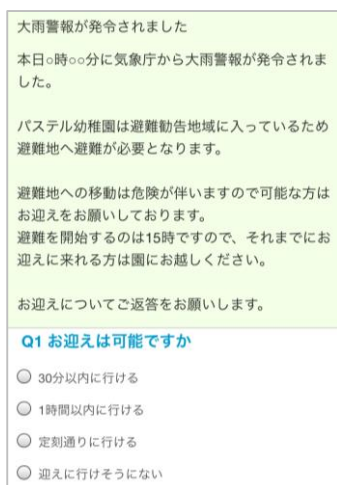 大雨警報が発令されました
本日○時○○分に気象庁から大雨警報が発令されま
した。
パステル幼稚園は避難勧告地域に入っているため
避難地へ避難が必要となります。
避難地への移動は危険が伴いますので可能な方は
お迎えをお願いしております。
避難を開始するのは15時ですので、それまでにお
迎えに来れる方は園にお越しください。
お迎えについてご返答をお願いします。
Q1 お迎えは可能ですか
30分以内に行ける
1時間以内に行ける
定刻通りに行ける
迎えに行けそうにない